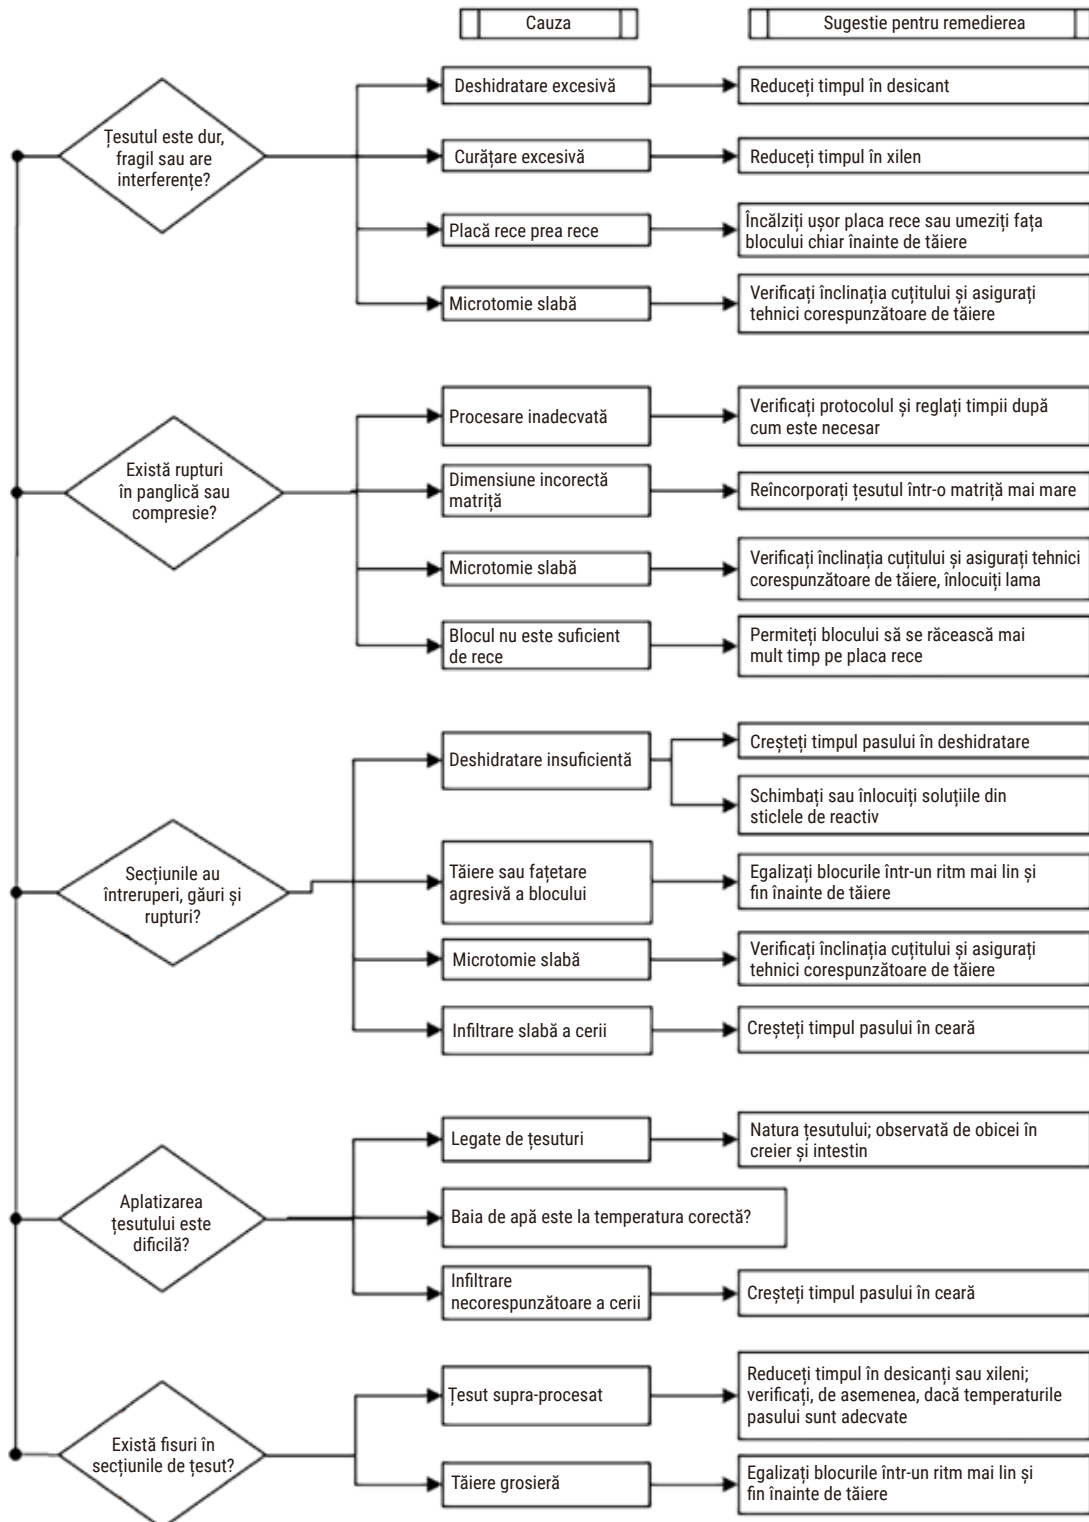 Cauza
Sugestie pentru remedierea
Țesutul este dur,
fragil sau are
interferențe?
Deshidratare excesivă
Reduceți timpul în desicant
Curățare excesivă
Reduceți timpul în xilen
Placă rece prea rece
Încălziți ușor placa rece sau umeziți fața
blocului chiar înainte de tăiere
Microtomie slabă
Verificați înclinația cuțitului și asigurați
tehnici corespunzătoare de tăiere
Există rupturi
în panglică sau
compresie?
Procesare inadecvată
Verificați protocolul și reglați timpii după
cum este necesar
Dimensiune incorectă
matriță
Reîncorporați țesutul într-o matriță mai mare
Microtomie slabă
Verificați înclinația cuțitului și asigurați tehnici
corespunzătoare de tăiere, înlocuiți lama
Blocul nu este suficient
de rece
Permiteți blocului să se răcească mai
mult timp pe placa rece
Secțiunile au
întreruperi, găuri și
rupturi?
Deshidratare insuficientă
Creșteți timpul pasului în deshidratare
Schimbați sau înlocuiți soluțiile din
sticlele de reactiv
Tăiere sau fațetare
agresivă a blocului
Egalizați blocurile într-un ritm mai lin și
fin înainte de tăiere
Microtomie slabă
Verificați înclinația cuțitului și asigurați
tehnici corespunzătoare de tăiere
Infiltrare slabă a cerii
Creșteți timpul pasului în ceară
Aplatizarea
țesutului este
dificilă?
Legate de țesuturi
Natura țesutului; observată de obicei în
creier și intestin
Baia de apă este la temperatura corectă?
Infiltrare
necorespunzătoare a cerii
Creșteți timpul pasului în ceară
Există fisuri în
secțiunile de țesut?
Țesut supra-procesat
Reduceți timpul în desicanți sau xileni;
verificați, de asemenea, dacă temperaturile
pasului sunt adecvate
Tăiere grosieră
Egalizați blocurile într-un ritm mai lin și
fin înainte de tăiere